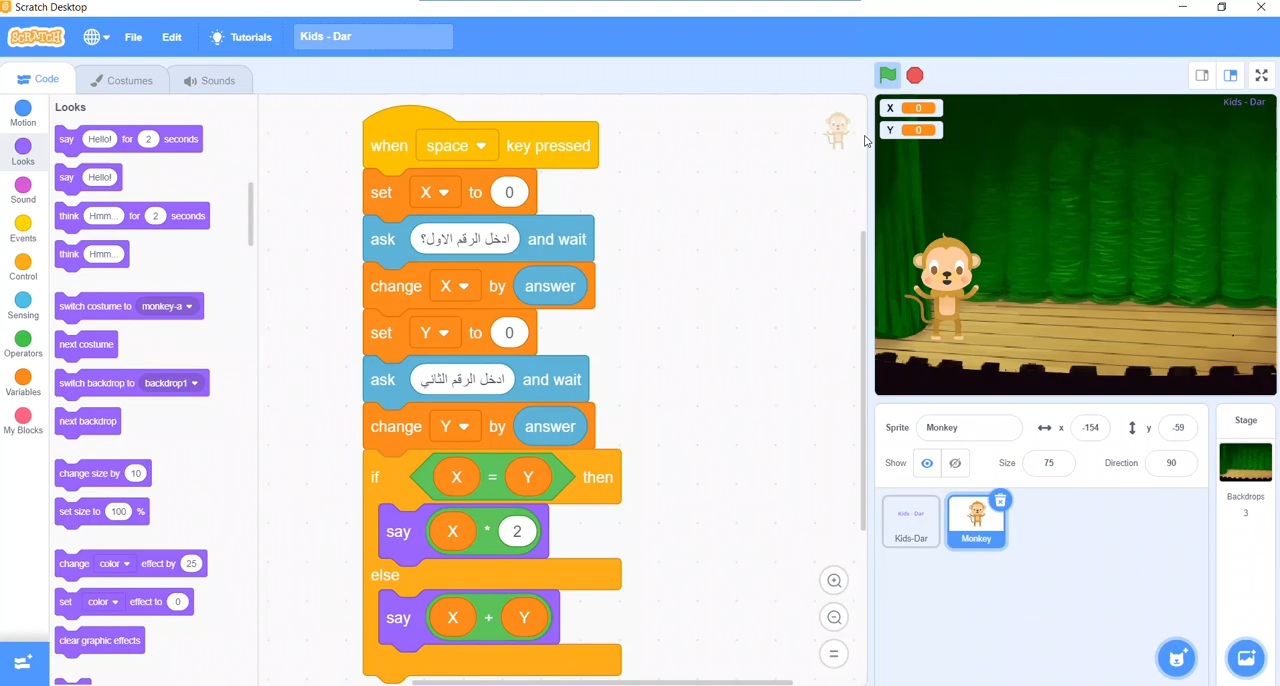 Scratch Desktop
SCRATCH File Edit Tutorials Kids - Dar
Code Costumes Sounds
Motion
Looks
Sound
Events
Control
Sensing
Operators
Variables
My Blocks
Looks
say Hello! for 2 seconds
say Hello!
think Hmm... for 2 seconds
think Hmm...
switch costume to monkey-a
next costume
switch backdrop to backdrop1
next backdrop
change size by 10
set size to 100 %
change color effect by 25
set color effect to 0
clear graphic effects
when space key pressed
set X to 0
ask ادخل الرقم الاول؟ and wait
change X by answer
set Y to 0
ask ادخل الرقم الثاني and wait
change Y by answer
if X = Y then
say X * 2
else
say X + Y
X 0
Y 0
Kids - Dar
Sprite Monkey x -154 y -59
Show Size 75 Direction 90
Kids - Dar
Kids-Dar
Monkey
Stage
Backdrops
3